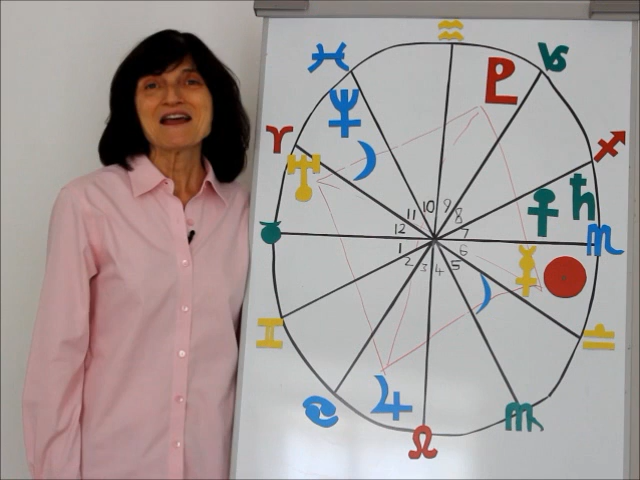 ♒
♓ ♇ ♑
♆
♈ ♅ ☽ ♐
♄
10 9
11 8
12 7 ♏
1 6
2 3 4 5
☽
♊ ♎
♋ ♃ ♍
♌